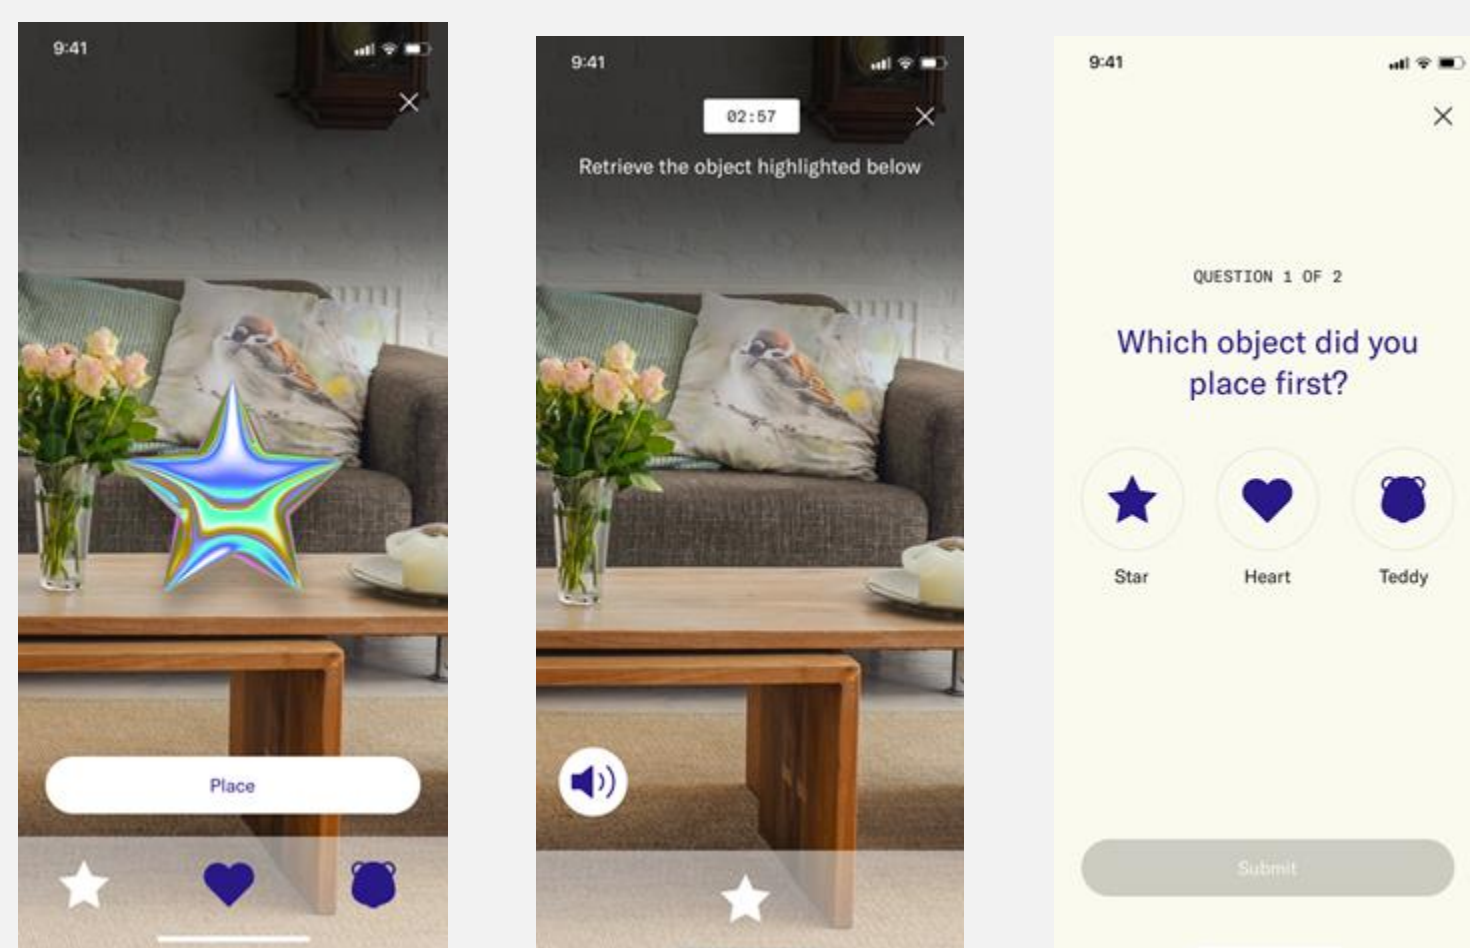 9:41
Place
9:41
02:57
Retrieve the object highlighted below
9:41
QUESTION 1 OF 2
Which object did you
place first?
Star Heart Teddy
Submit